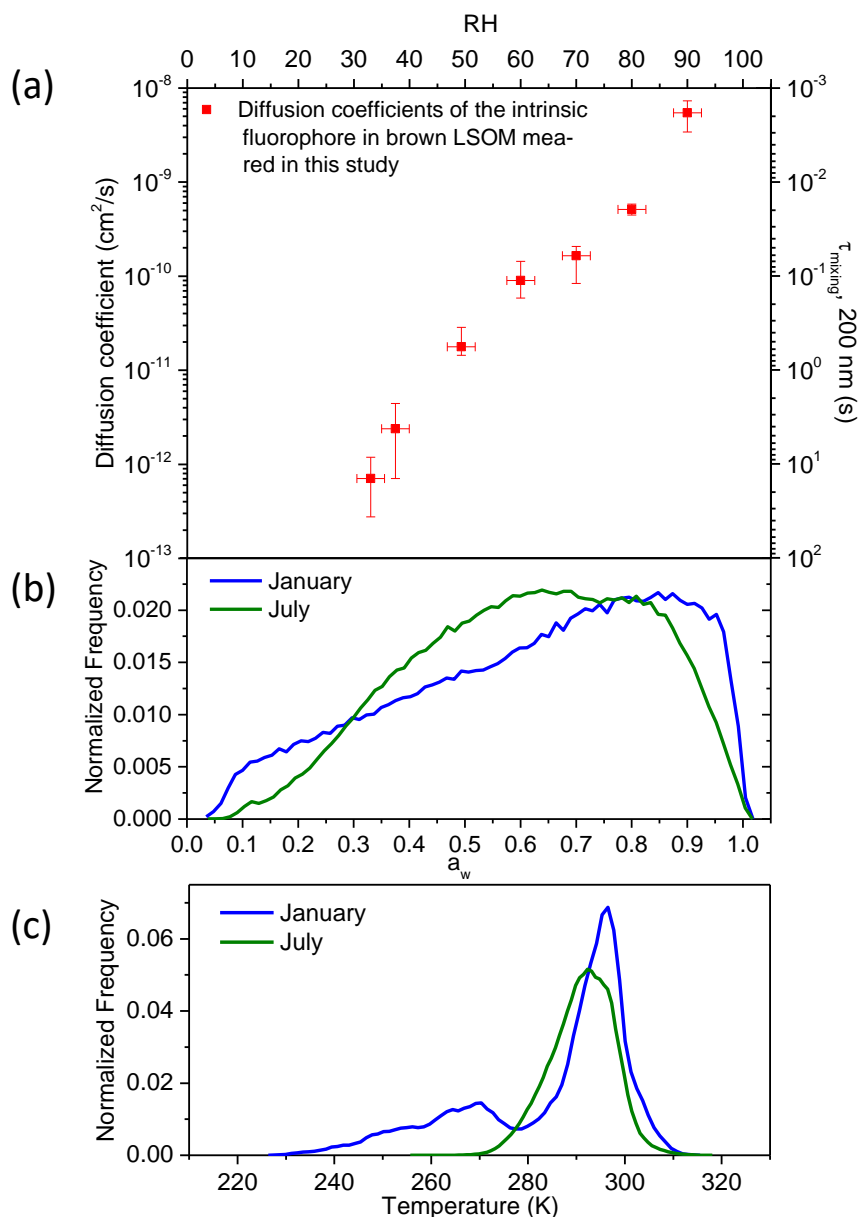 RH
0 10 20 30 40 50 60 70 80 90 100
(a)
10^-8
10^-9
10^-10
10^-11
10^-12
10^-13
Diffusion coefficient (cm^2/s)
Diffusion coefficients of the intrinsic
fluorophore in brown LSOM mea-
red in this study
10^-3
10^-2
10^-1
10^0
10^1
10^2
τ_mixing, 200 nm (s)
(b)
January
July
0.020
0.015
0.010
0.005
0.000
Normalized Frequency
0.0 0.1 0.2 0.3 0.4 0.5 0.6 0.7 0.8 0.9 1.0
a_w
(c)
January
July
0.06
0.04
0.02
0.00
Normalized Frequency
220 240 260 280 300 320
Temperature (K)